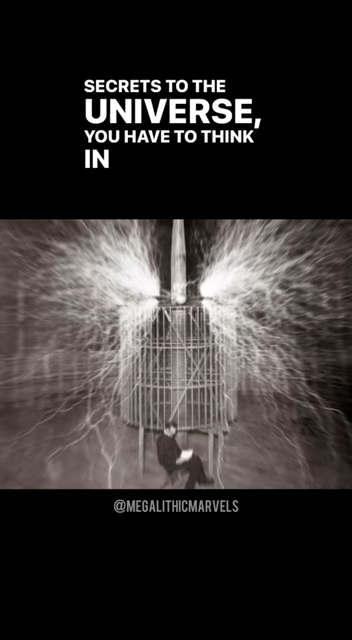 SECRETS TO THE
UNIVERSE,
YOU HAVE TO THINK
IN
@MEGALITHICMARVELS